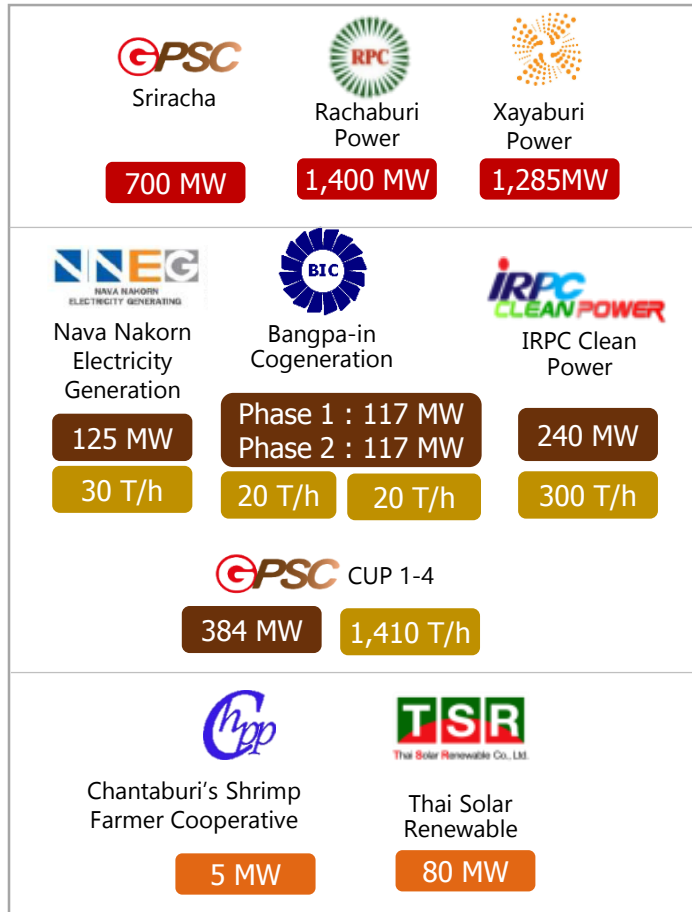 GPSC
Sriracha
700 MW
RPC
Rachaburi
Power
1,400 MW
Xayaburi
Power
1,285MW
NNEG
NAVA NAKORN
ELECTRICITY GENERATING
Nava Nakorn
Electricity
Generation
125 MW
30 T/h
BIC
Bangpa-in
Cogeneration
Phase 1 : 117 MW
Phase 2 : 117 MW
20 T/h
20 T/h
iRPC
CLEAN POWER
IRPC Clean
Power
240 MW
300 T/h
GPSC CUP 1-4
384 MW
1,410 T/h
Chpp
Chantaburi’s Shrimp
Farmer Cooperative
5 MW
TSR
Thai Solar Renewable Co., Ltd.
Thai Solar
Renewable
80 MW